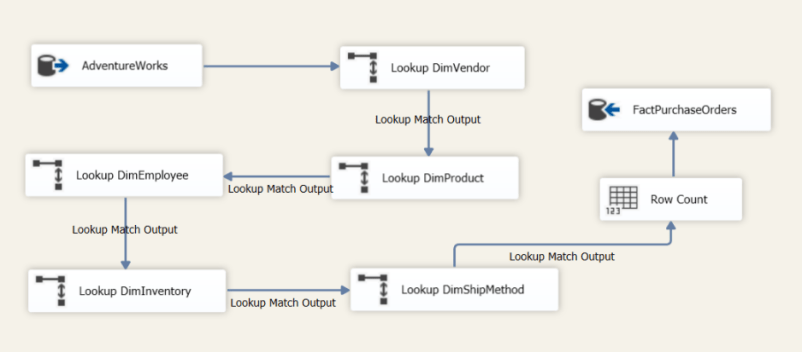 AdventureWorks
Lookup DimVendor
Lookup Match Output
Lookup DimProduct
Lookup Match Output
Lookup DimEmployee
Lookup Match Output
Lookup DimInventory
Lookup Match Output
Lookup DimShipMethod
Lookup Match Output
123
Row Count
FactPurchaseOrders